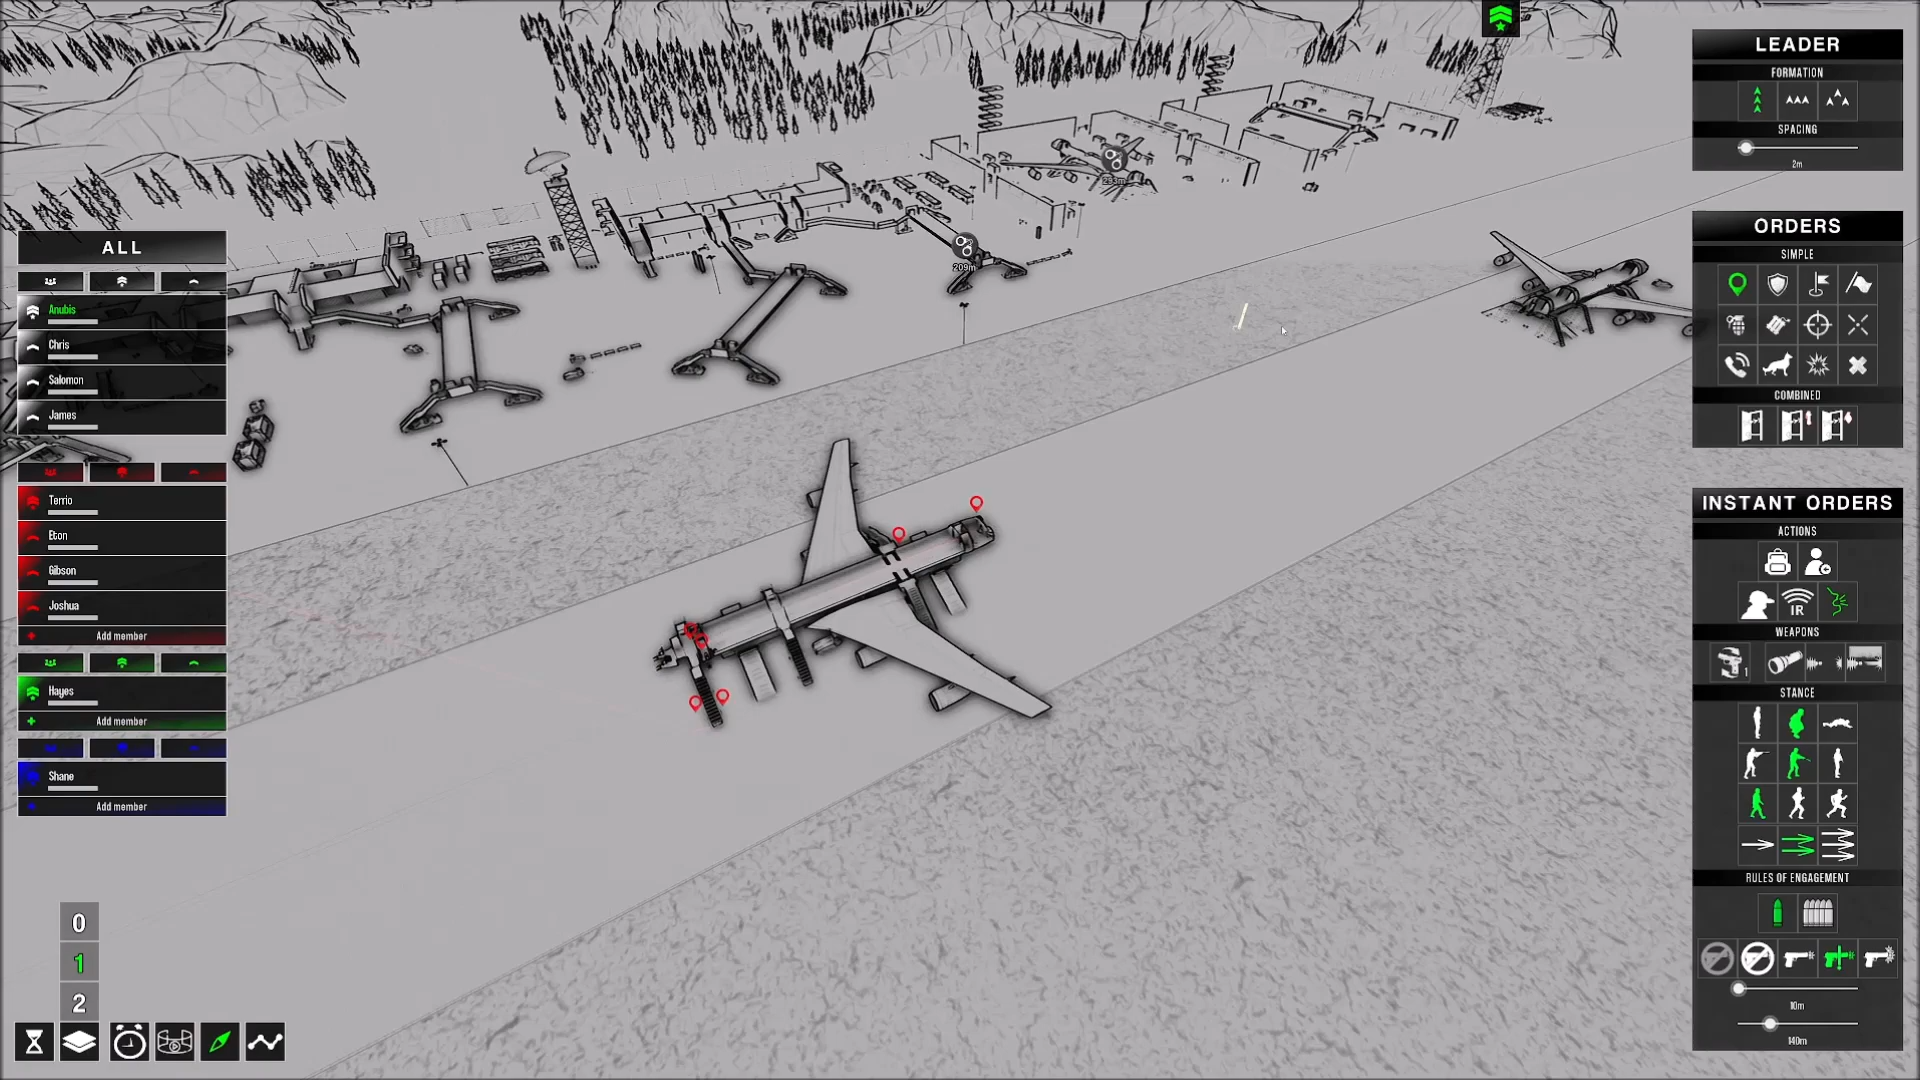 ALL
Anubis
Chris
Salomon
James
Terrio
Eton
Gibson
Joshua
Add member
Hayes
Add member
Shane
Add member
0
1
2
209m
LEADER
FORMATION
SPACING
2m
ORDERS
SIMPLE
COMBINED
INSTANT ORDERS
ACTIONS
IR
WEAPONS
1
STANCE
RULES OF ENGAGEMENT
10m
140m